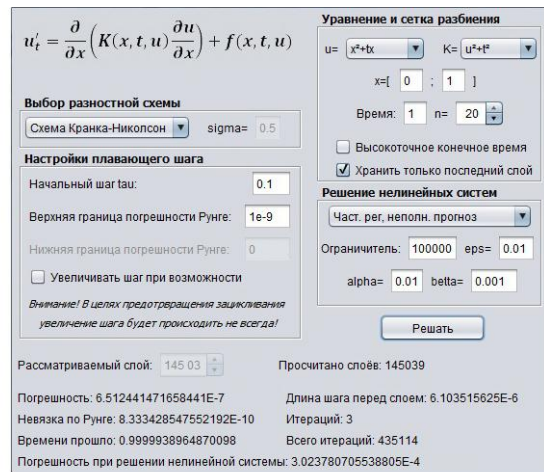 u't = ∂/∂x (K(x, t, u) ∂u/∂x) + f(x, t, u)
Выбор разностной схемы
Схема Кранка-Николсон sigma= 0.5
Настройки плавающего шага
Начальный шаг tau: 0.1
Верхняя граница погрешности Рунге: 1e-9
Нижняя граница погрешности Рунге: 0
Увеличивать шаг при возможности
Внимание! В целях предотрвращения зацикливания
увеличение шага будет происходить не всегда!
Уравнение и сетка разбиения
u= x²+tx K= u²+t²
x=[ 0 ; 1 ]
Время: 1 n= 20
Высокоточное конечное время
Хранить только последний слой
Решение нелинейных систем
Част. рег, неполн. прогноз
Ограничитель: 100000 eps= 0.01
alpha= 0.01 betta= 0.001
Решать
Рассматриваемый слой: 145 03 Просчитано слоёв: 145039
Погрешность: 6.512441471658441E-7 Длина шага перед слоем: 6.103515625E-6
Невязка по Рунге: 8.333428547552192E-10 Итераций: 3
Времени прошло: 0.9999938964870098 Всего итераций: 435114
Погрешность при решении нелинейной системы: 3.023780705538805E-4